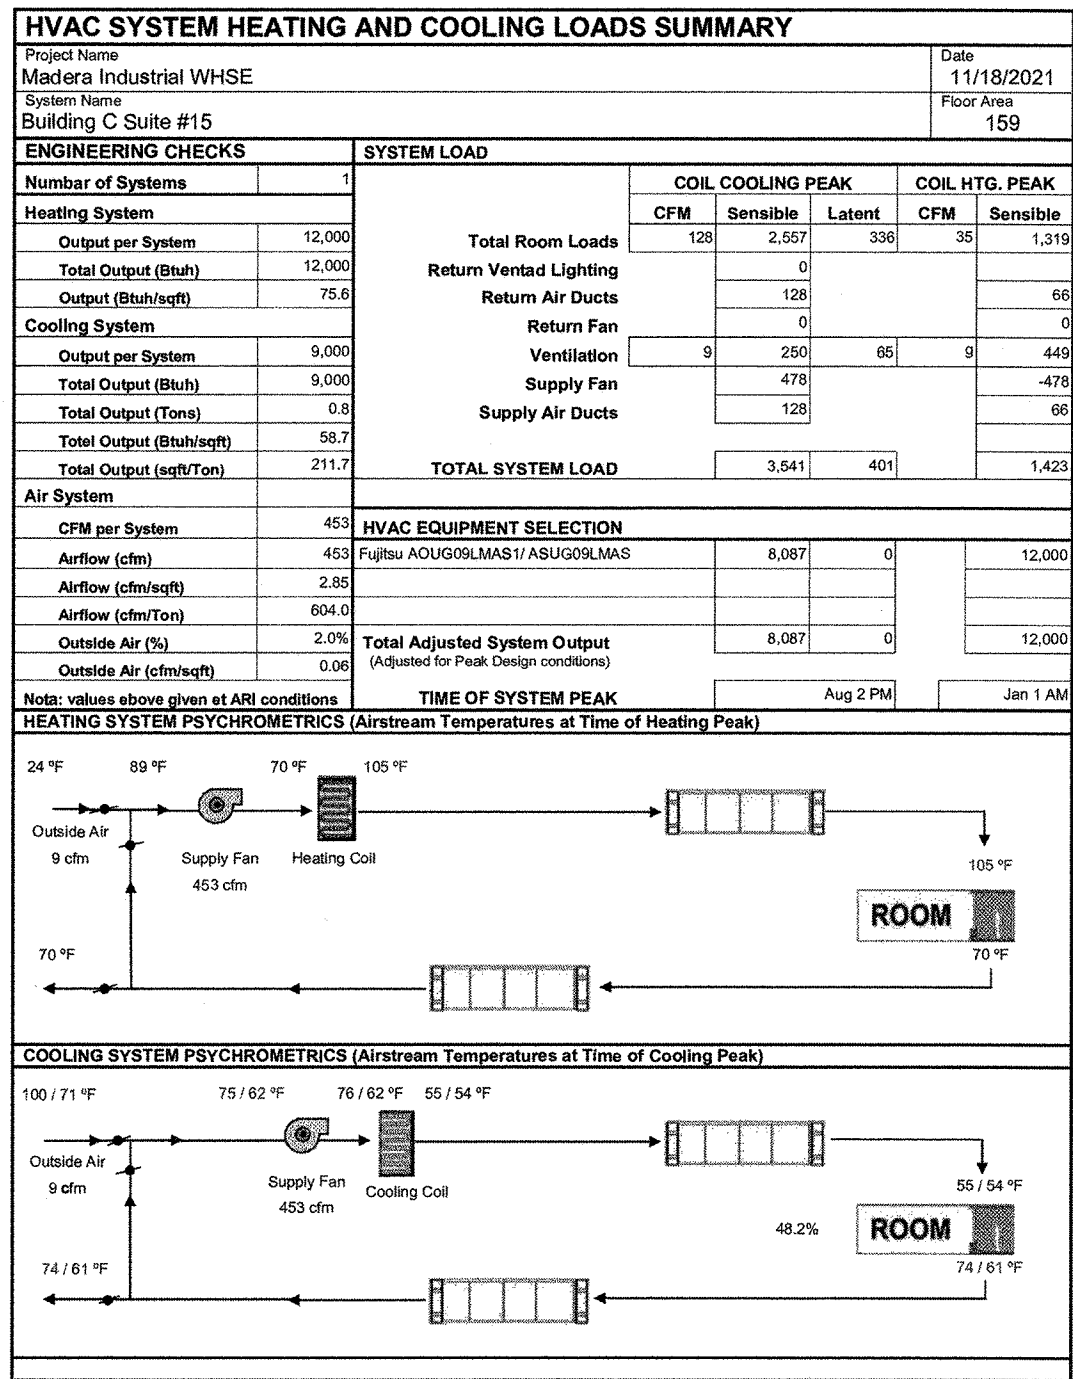 HVAC SYSTEM HEATING AND COOLING LOADS SUMMARY
Project Name
Madera Industrial WHSE
Date
11/18/2021
System Name
Building C Suite #15
Floor Area
159
ENGINEERING CHECKS
Numbar of Systems 1
Heating System
Output per System 12,000
Total Output (Btuh) 12,000
Output (Btuh/sqft) 75.6
Cooling System
Output per System 9,000
Total Output (Btuh) 9,000
Total Output (Tons) 0.8
Totel Output (Btuh/sqft) 58.7
Total Output (sqft/Ton) 211.7
Air System
CFM per System 453
Airflow (cfm) 453
Airflow (cfm/sqft) 2.85
Airflow (cfm/Ton) 604.0
Outside Air (%) 2.0%
Outside Air (cfm/sqft) 0.06
Nota: values ebove given et ARI conditions
SYSTEM LOAD
COIL COOLING PEAK COIL HTG. PEAK
CFM Sensible Latent CFM Sensible
Total Room Loads 128 2,557 336 35 1,319
Return Ventad Lighting 0
Return Air Ducts 128 66
Return Fan 0 0
Ventilation 9 250 65 9 449
Supply Fan 478 -478
Supply Air Ducts 128 66
TOTAL SYSTEM LOAD 3,541 401 1,423
HVAC EQUIPMENT SELECTION
Fujitsu AOUG09LMAS1/ ASUG09LMAS 8,087 0 12,000
Total Adjusted System Output 8,087 0 12,000
(Adjusted for Peak Design conditions)
TIME OF SYSTEM PEAK Aug 2 PM Jan 1 AM
HEATING SYSTEM PSYCHROMETRICS (Airstream Temperatures at Time of Heating Peak)
24 ºF 89 ºF 70 ºF 105 ºF
Outside Air
9 cfm
Supply Fan
453 cfm
Heating Coil
105 ºF
ROOM
70 ºF
70 ºF
COOLING SYSTEM PSYCHROMETRICS (Airstream Temperatures at Time of Cooling Peak)
100 / 71 ºF 75 / 62 ºF 76 / 62 ºF 55 / 54 ºF
Outside Air
9 cfm
Supply Fan
453 cfm
Cooling Coil
55 / 54 ºF
48.2%
ROOM
74 / 61 ºF
74 / 61 ºF